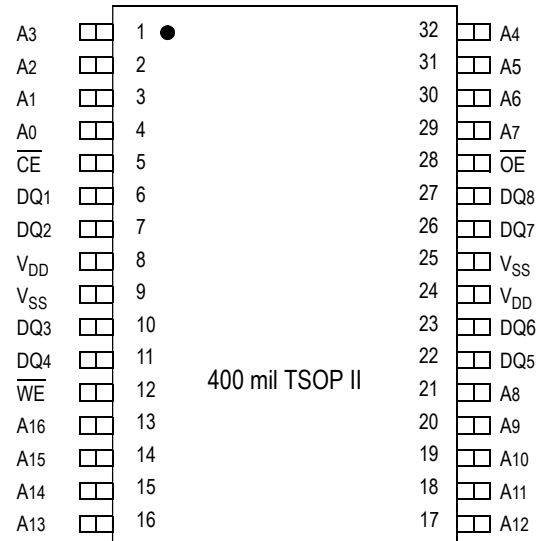 A3 1 32 A4
A2 2 31 A5
A1 3 30 A6
A0 4 29 A7
C̅E̅ 5 28 O̅E̅
DQ1 6 27 DQ8
DQ2 7 26 DQ7
VDD 8 25 VSS
VSS 9 24 VDD
DQ3 10 23 DQ6
DQ4 11 22 DQ5
W̅E̅ 12 21 A8
400 mil TSOP II
A16 13 20 A9
A15 14 19 A10
A14 15 18 A11
A13 16 17 A12